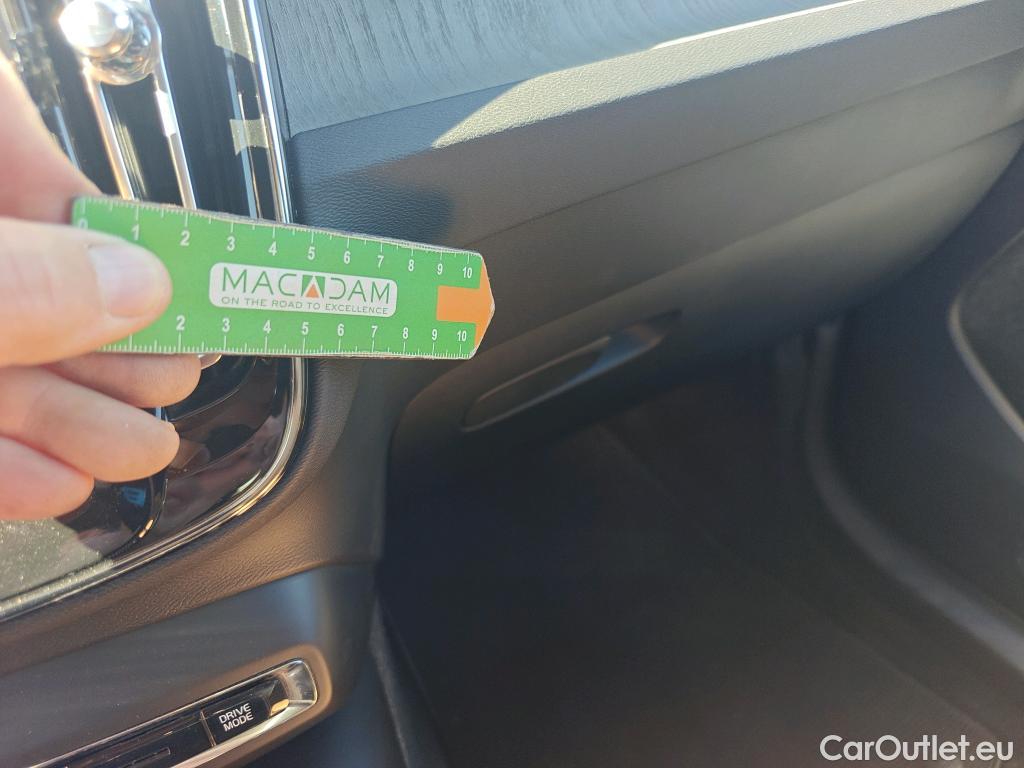 0 1 2 3 4 5 6 7 8 9 10
MACADAM
ON THE ROAD TO EXCELLENCE
2 3 4 5 6 7 8 9 10
DRIVE
MODE
CarOutlet.eu